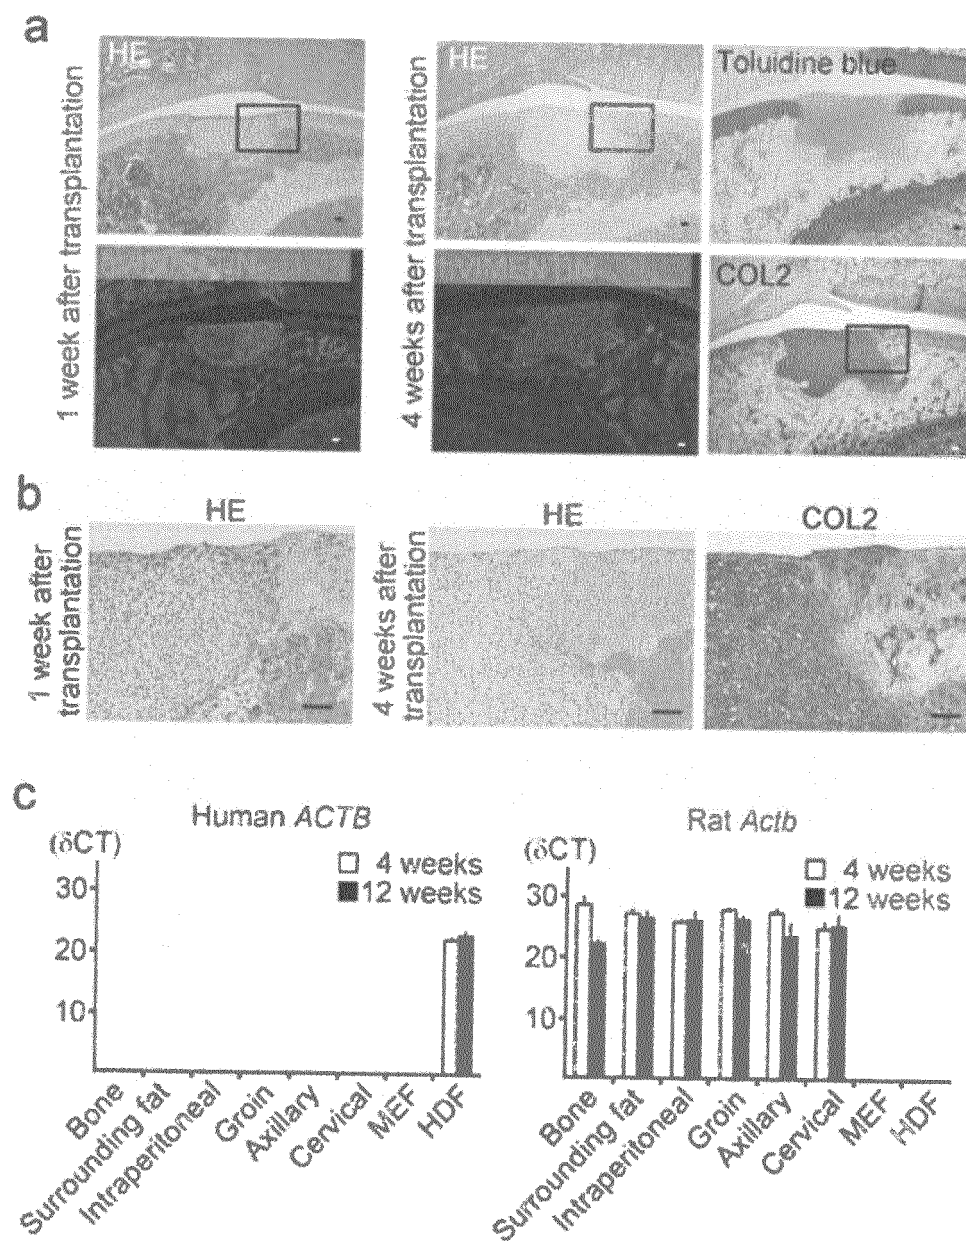 a
1 week after transplantation
HE
4 weeks after transplantation
HE
Toluidine blue
COL2
b
1 week after
transplantation
HE
4 weeks after
transplantation
HE
COL2
c
Human ACTB
(δCT)
4 weeks
12 weeks
30
20
10
Bone
Surrounding fat
Intraperitoneal
Groin
Axillary
Cervical
MEF
HDF
Rat Actb
(δCT)
4 weeks
12 weeks
30
20
10
Bone
Surrounding fat
Intraperitoneal
Groin
Axillary
Cervical
MEF
HDF